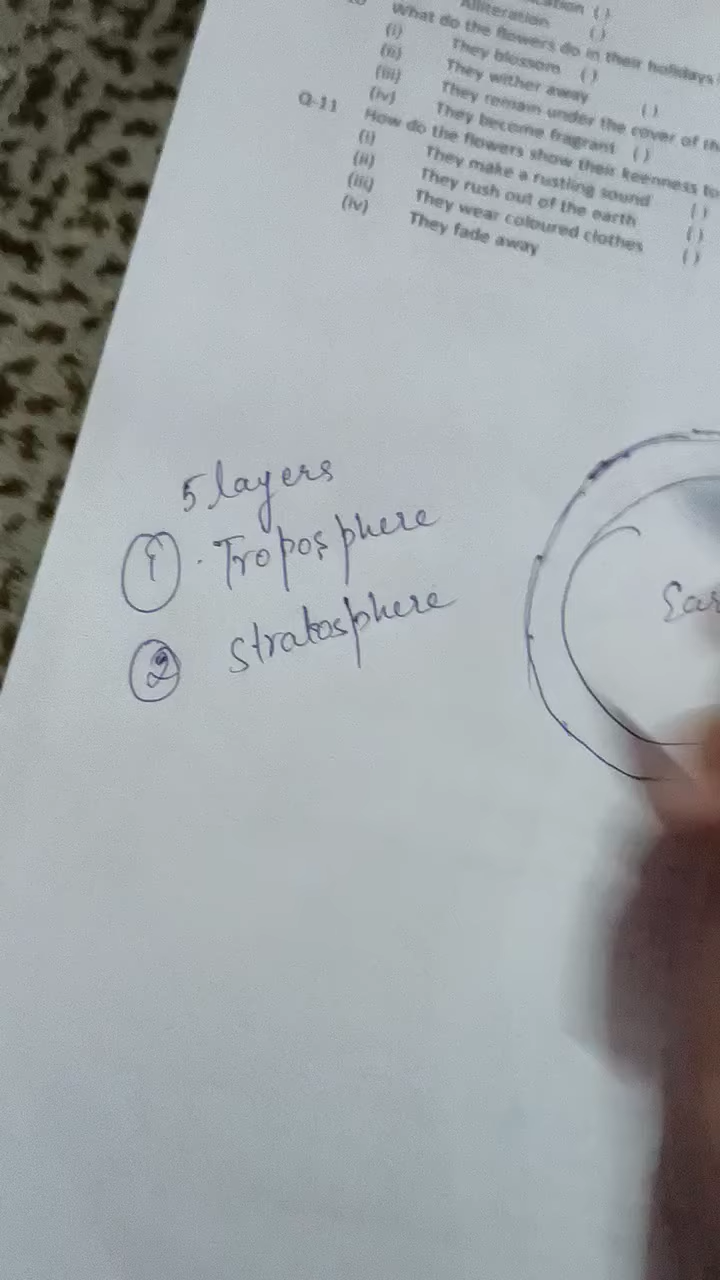 Alliteration ( )
What do the flowers do in their holidays
(i) They blossom ( )
(ii) They wither away ( )
(iii) They remain under the cover of
(iv) They become fragrant ( )
Q-11 How do the flowers show their keenness to
(i) They make a rustling sound ( )
(ii) They rush out of the earth ( )
(iii) They wear coloured clothes ( )
(iv) They fade away
5 layers
1 . Troposphere
2 Stratosphere